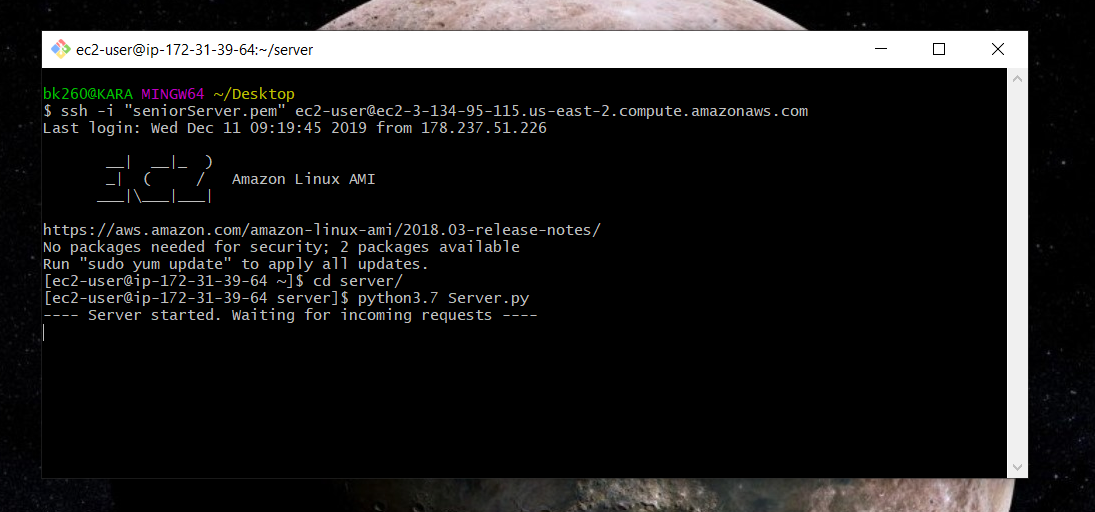 ec2-user@ip-172-31-39-64:~/server
bk260@KARA MINGW64 ~/Desktop
$ ssh -i "seniorServer.pem" ec2-user@ec2-3-134-95-115.us-east-2.compute.amazonaws.com
Last login: Wed Dec 11 09:19:45 2019 from 178.237.51.226
       __|  __|_  )
       _|  (     /   Amazon Linux AMI
      ___|\___|___|
https://aws.amazon.com/amazon-linux-ami/2018.03-release-notes/
No packages needed for security; 2 packages available
Run "sudo yum update" to apply all updates.
[ec2-user@ip-172-31-39-64 ~]$ cd server/
[ec2-user@ip-172-31-39-64 server]$ python3.7 Server.py
---- Server started. Waiting for incoming requests ----